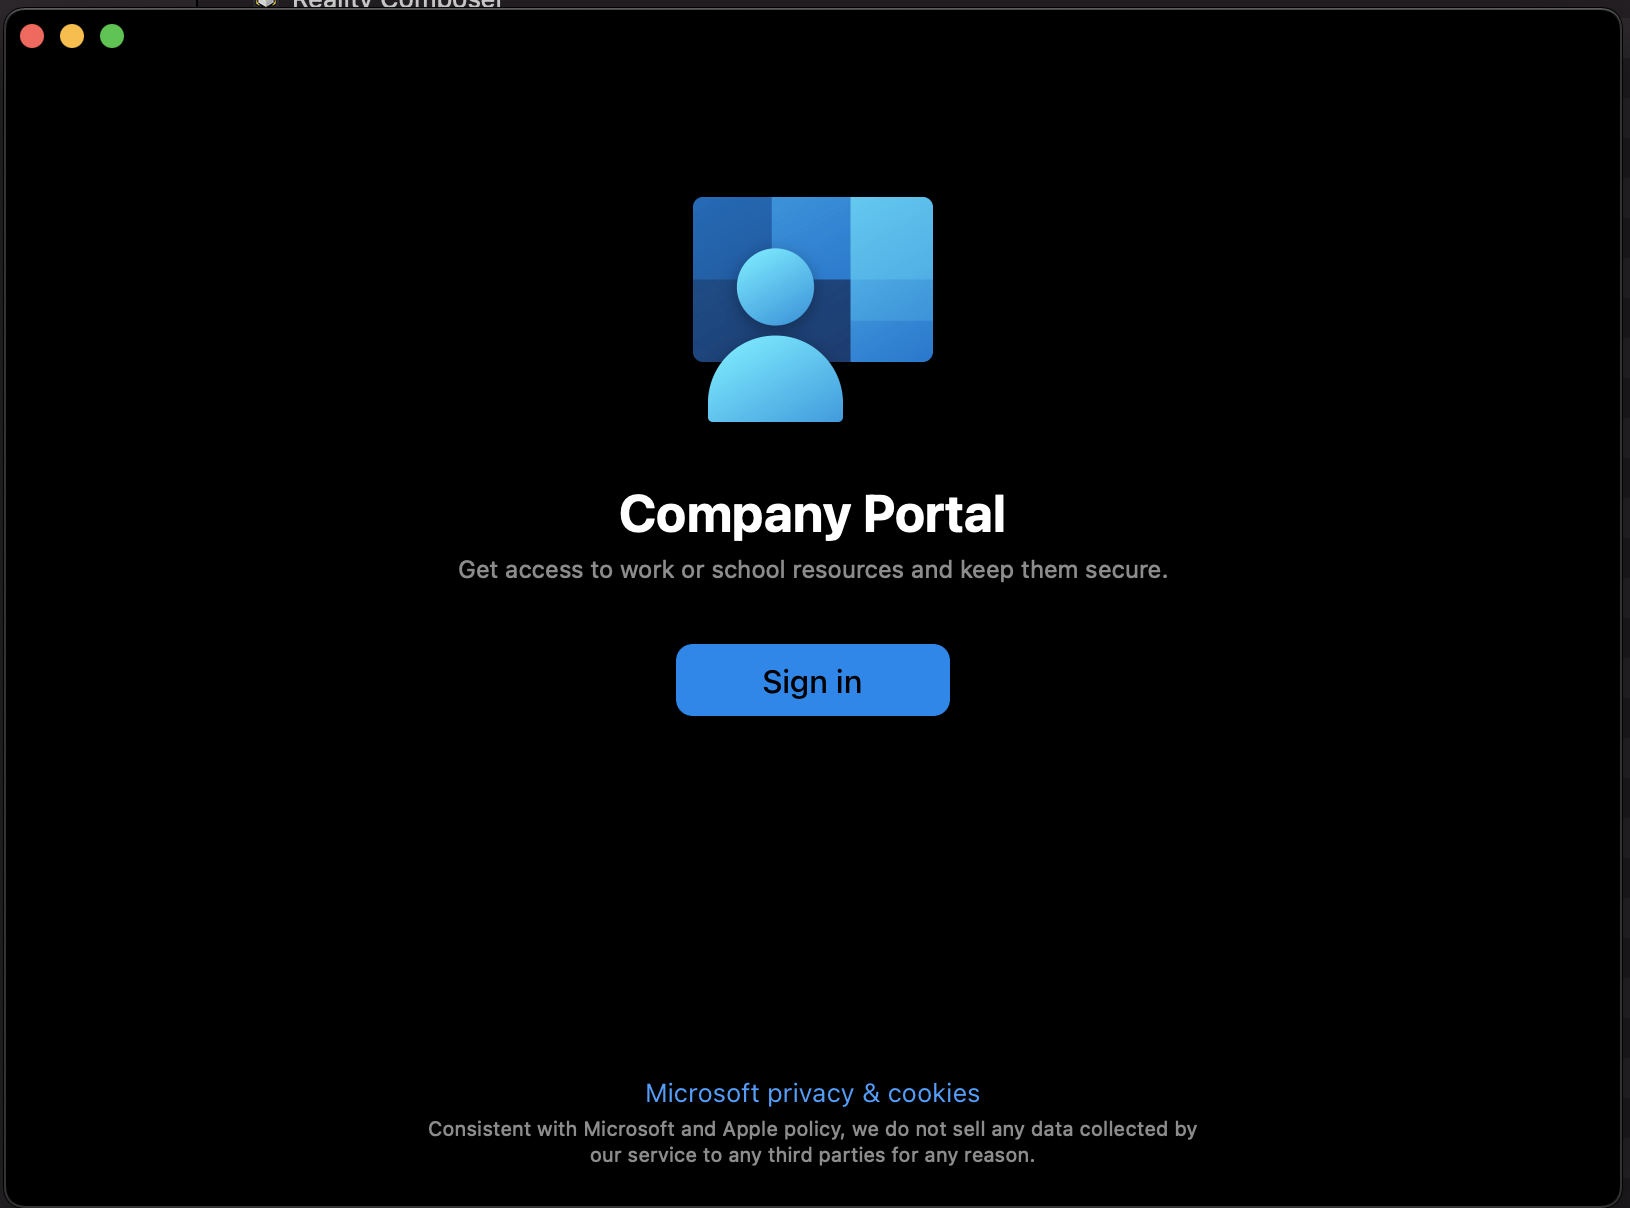 Reality Composer
Company Portal
Get access to work or school resources and keep them secure.
Sign in
Microsoft privacy & cookies
Consistent with Microsoft and Apple policy, we do not sell any data collected by
our service to any third parties for any reason.